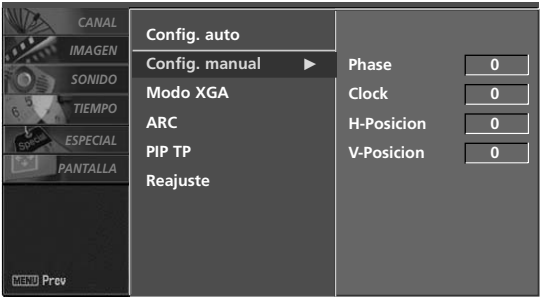 CANAL
IMAGEN
SONIDO
TIEMPO
ESPECIAL
PANTALLA
MENU Prev
Config. auto
Config. manual ▶
Modo XGA
ARC
PIP TP
Reajuste
Phase 0
Clock 0
H-Posicion 0
V-Posicion 0